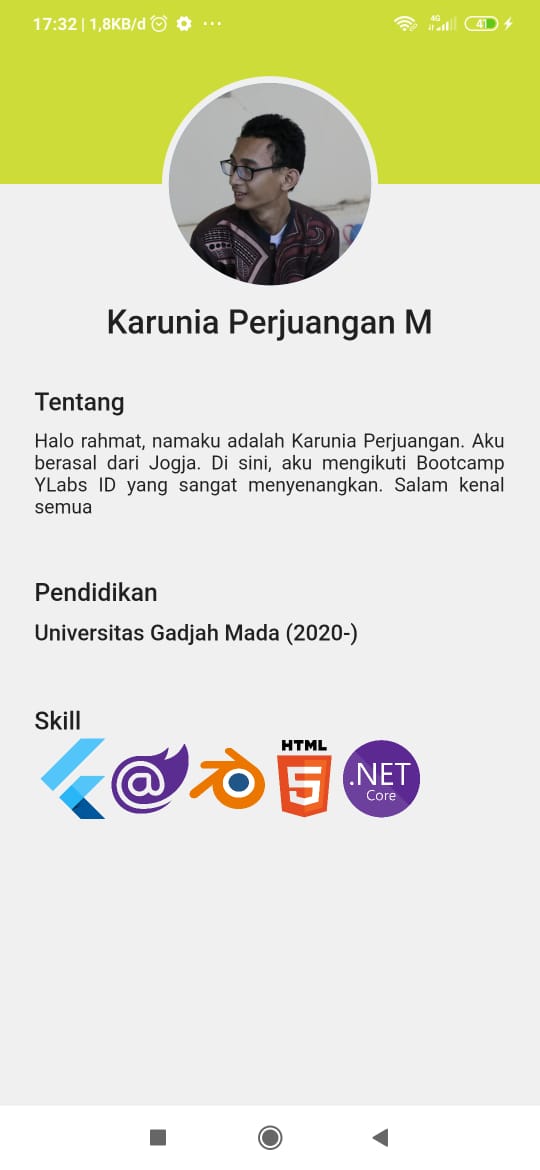 17:32 | 1,8KB/d
4G
41
Karunia Perjuangan M
Tentang
Halo rahmat, namaku adalah Karunia Perjuangan. Aku
berasal dari Jogja. Di sini, aku mengikuti Bootcamp
YLabs ID yang sangat menyenangkan. Salam kenal
semua
Pendidikan
Universitas Gadjah Mada (2020-)
Skill
@
HTML
5
.NET
Core